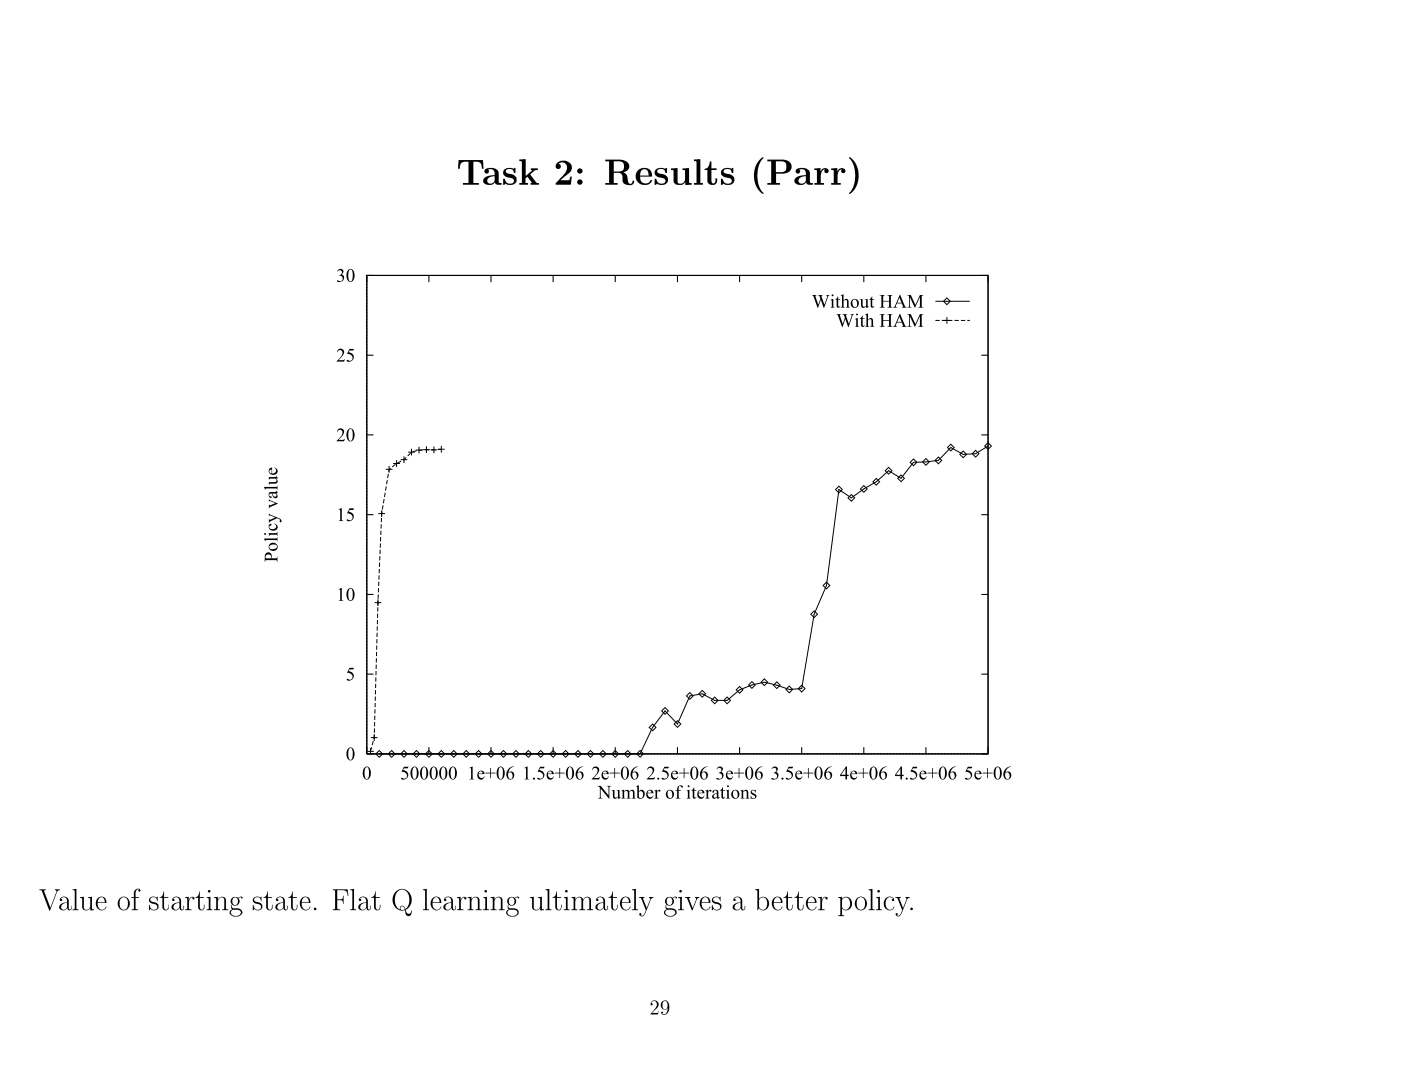 Task 2: Results (Parr)
30
Without HAM
With HAM
25
20
15
10
5
0
Policy value
0 500000 1e+06 1.5e+06 2e+06 2.5e+06 3e+06 3.5e+06 4e+06 4.5e+06 5e+06
Number of iterations
Value of starting state. Flat Q learning ultimately gives a better policy.
29